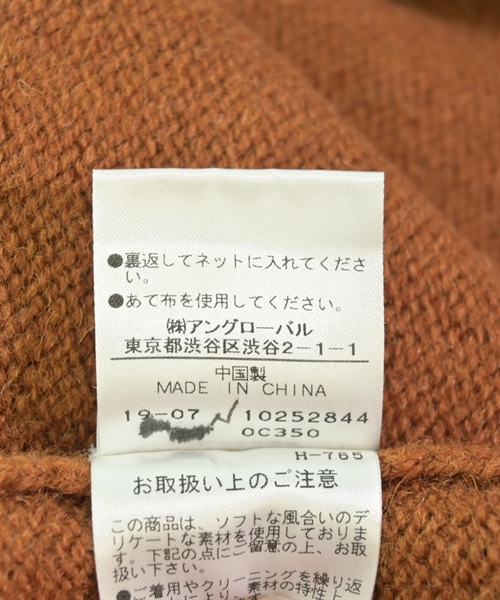 ●裏返してネットに入れてくださ
い。
●あて布を使用してください。
㈱アングローバル
東京都渋谷区渋谷2-1-1
中国製
MADE IN CHINA
19-07 10252844
0C350
H-765
お取扱い上のご注意
この商品は、ソフトな風合いのデ
リケートな素材を使用しておりま
す。下記の点にご留意の上、お取
扱い下さい。
●ご着用やクリーニングを繰り返
素材の特性上